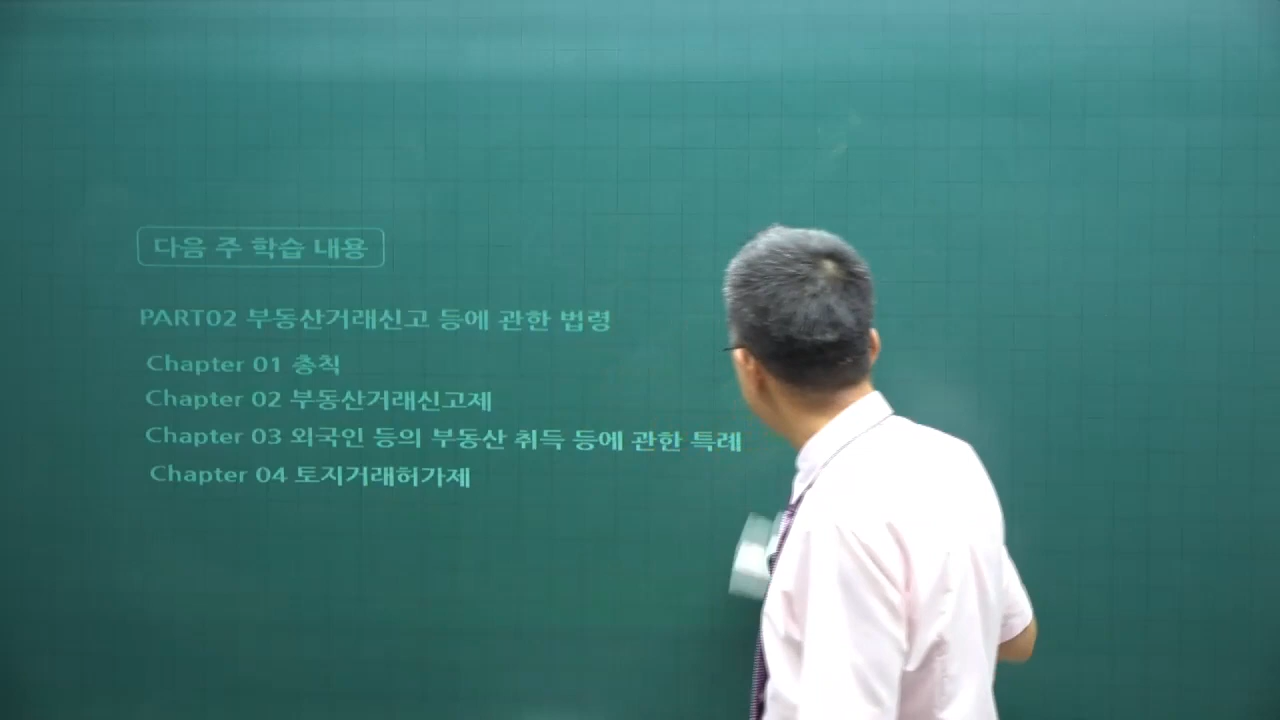 다음 주 학습 내용
PART02 부동산거래신고 등에 관한 법령
Chapter 01 총칙
Chapter 02 부동산거래신고제
Chapter 03 외국인 등의 부동산 취득 등에 관한 특례
Chapter 04 토지거래허가제